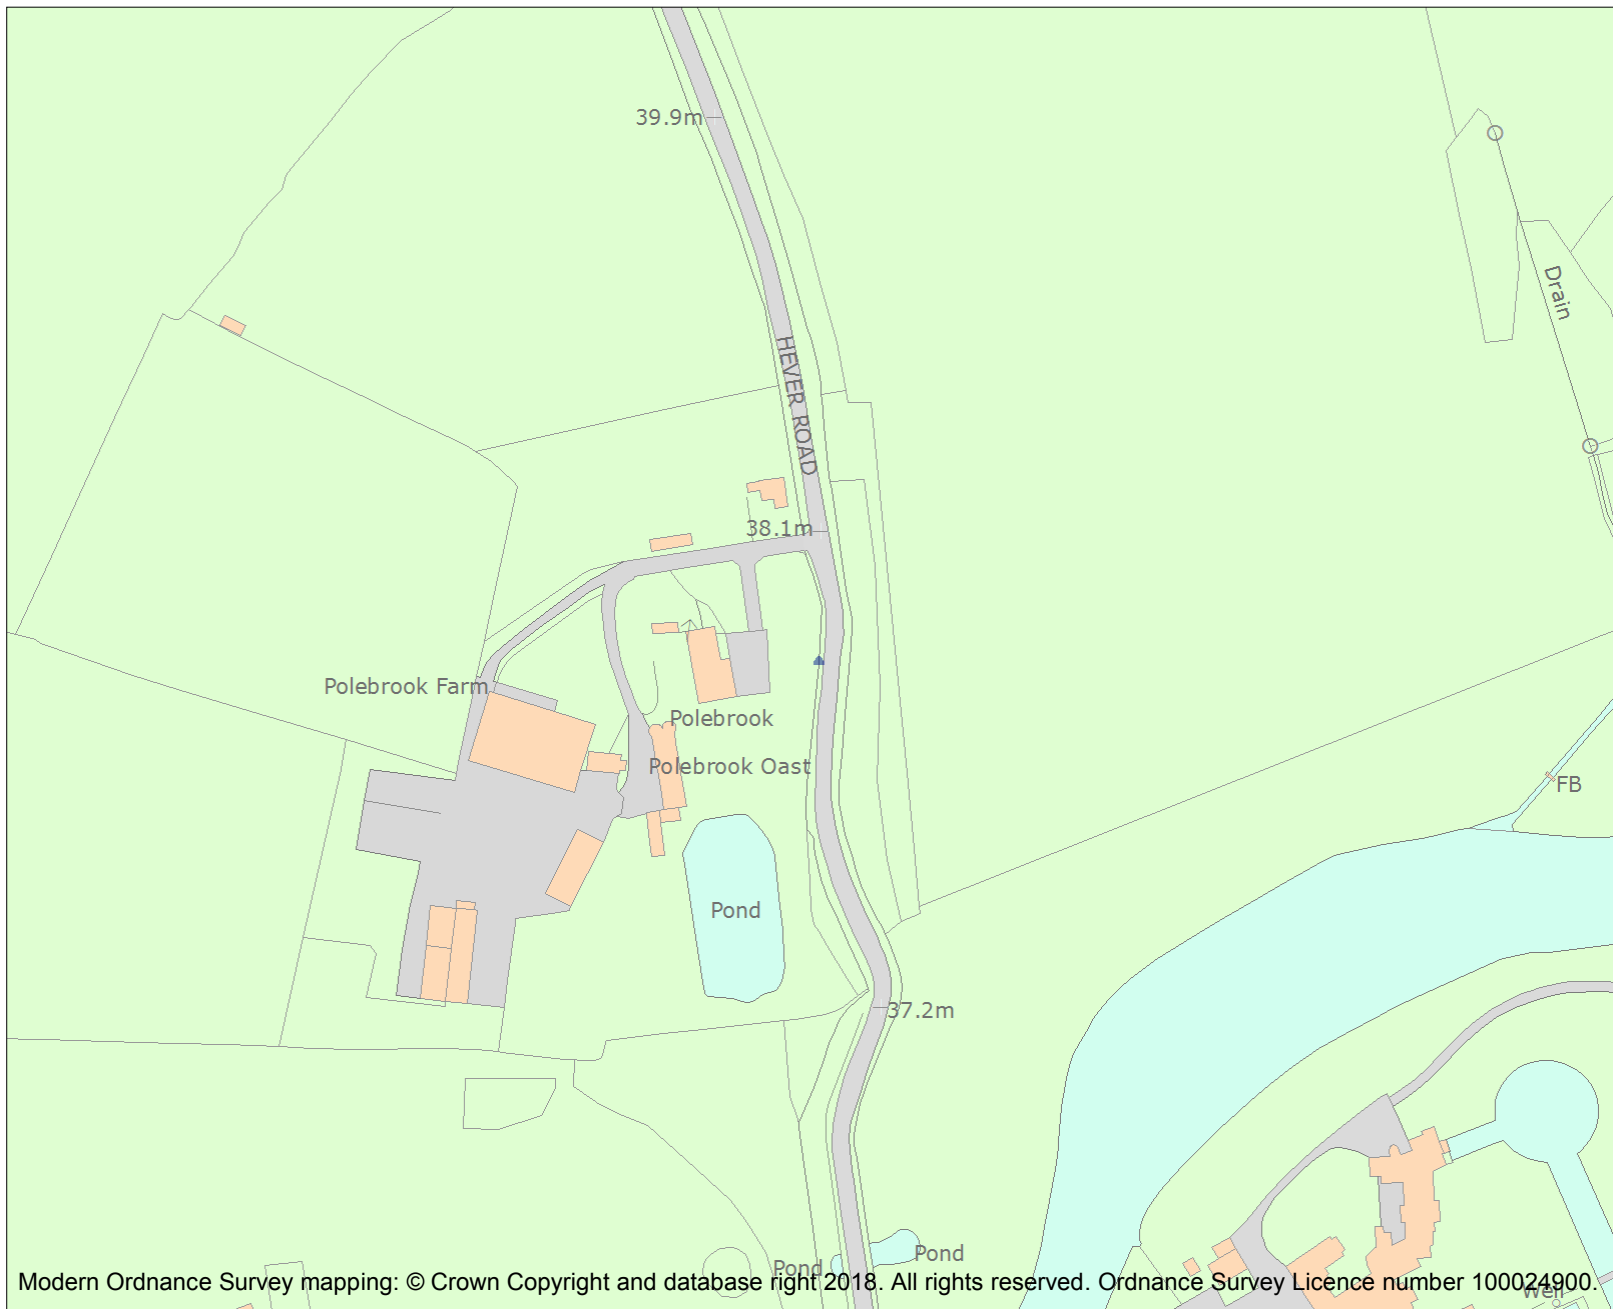 39.9m
Drain
HEVER ROAD
38.1m
Polebrook Farm
Polebrook
Polebrook Oast
FB
Pond
37.2m
Pond
Pond
Modern Ordnance Survey mapping: © Crown Copyright and database right 2018. All rights reserved. Ordnance Survey Licence number 100024900.
Well